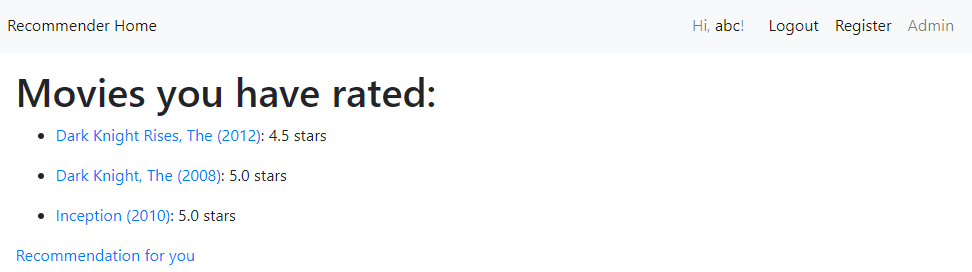 Recommender Home Hi, abc! Logout Register Admin
Movies you have rated:
Dark Knight Rises, The (2012): 4.5 stars
Dark Knight, The (2008): 5.0 stars
Inception (2010): 5.0 stars
Recommendation for you